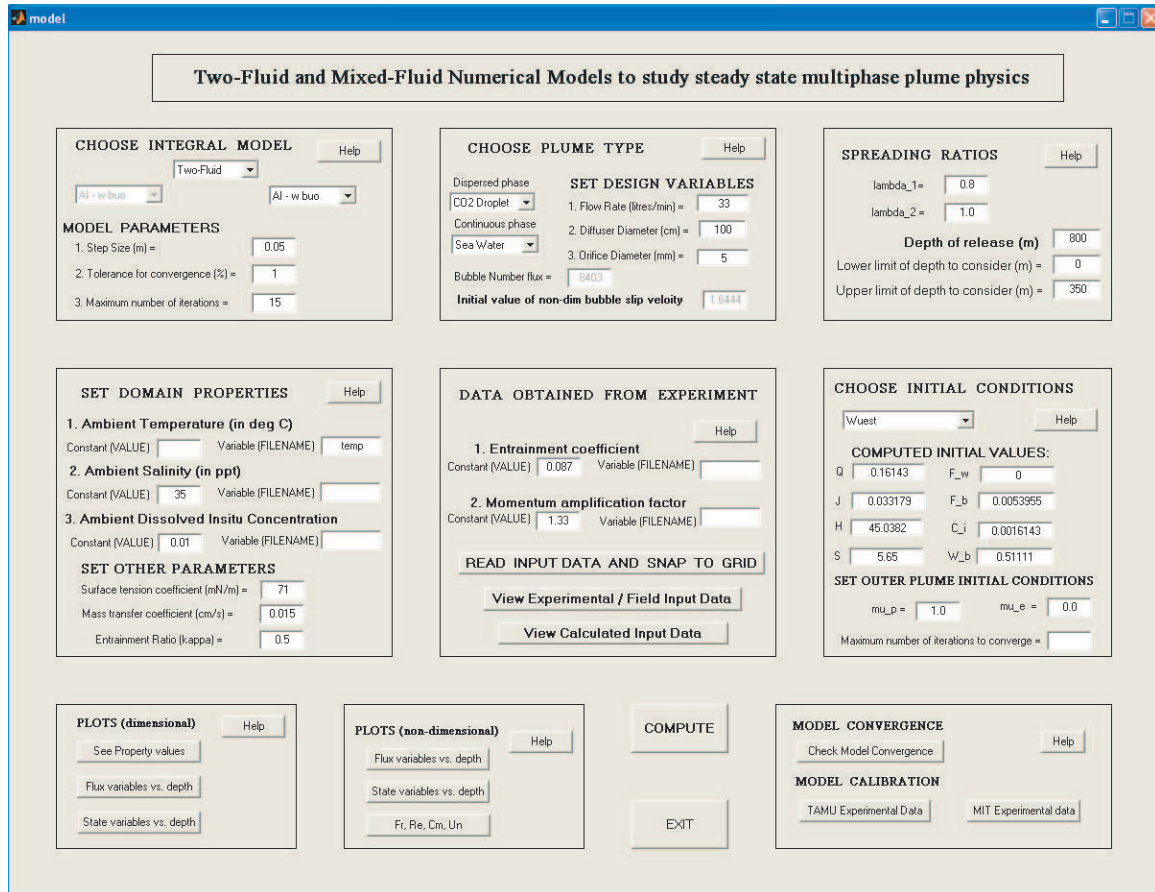 model
Two-Fluid and Mixed-Fluid Numerical Models to study steady state multiphase plume physics
CHOOSE INTEGRAL MODEL
Help
Two-Fluid
Al - w buo
Al - w buo
MODEL PARAMETERS
1. Step Size (m) = 0.05
2. Tolerance for convergence (%) = 1
3. Maximum number of iterations = 15
CHOOSE PLUME TYPE
Help
Dispersed phase
CO2 Droplet
Continuous phase
Sea Water
SET DESIGN VARIABLES
1. Flow Rate (litres/min) = 33
2. Diffuser Diameter (cm) = 100
3. Orifice Diameter (mm) = 5
Bubble Number flux = 8403
Initial value of non-dim bubble slip veloity 1.6444
SPREADING RATIOS
Help
lambda_1= 0.8
lambda_2 = 1.0
Depth of release (m) 800
Lower limit of depth to consider (m) = 0
Upper limit of depth to consider (m) = 350
SET DOMAIN PROPERTIES
Help
1. Ambient Temperature (in deg C)
Constant (VALUE) Variable (FILENAME) temp
2. Ambient Salinity (in ppt)
Constant (VALUE) 35 Variable (FILENAME)
3. Ambient Dissolved Insitu Concentration
Constant (VALUE) 0.01 Variable (FILENAME)
SET OTHER PARAMETERS
Surface tension coefficient (mN/m) = 71
Mass transfer coefficient (cm/s) = 0.015
Entrainment Ratio (kappa) = 0.5
DATA OBTAINED FROM EXPERIMENT
Help
1. Entrainment coefficient
Constant (VALUE) 0.087 Variable (FILENAME)
2. Momentum amplification factor
Constant (VALUE) 1.33 Variable (FILENAME)
READ INPUT DATA AND SNAP TO GRID
View Experimental / Field Input Data
View Calculated Input Data
CHOOSE INITIAL CONDITIONS
Wuest
Help
COMPUTED INITIAL VALUES:
Q 0.16143 F_w 0
J 0.033179 F_b 0.0053955
H 45.0382 C_i 0.0016143
S 5.65 W_b 0.51111
SET OUTER PLUME INITIAL CONDITIONS
mu_p = 1.0 mu_e = 0.0
Maximum number of iterations to converge =
PLOTS (dimensional)
Help
See Property values
Flux variables vs. depth
State variables vs. depth
PLOTS (non-dimensional)
Help
Flux variables vs. depth
State variables vs. depth
Fr, Re, Cm, Un
COMPUTE
EXIT
MODEL CONVERGENCE
Check Model Convergence
Help
MODEL CALIBRATION
TAMU Experimental Data
MIT Experimental data